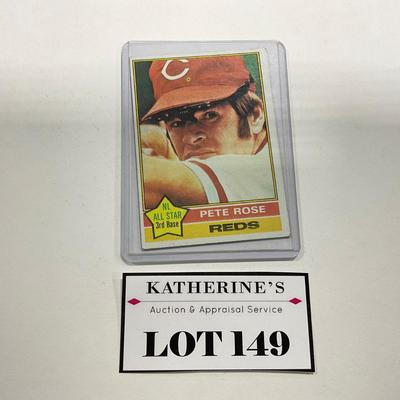 C
NL
ALL STAR
3rd Base
PETE ROSE
REDS
KATHERINE'S
Auction & Appraisal Service
LOT 149